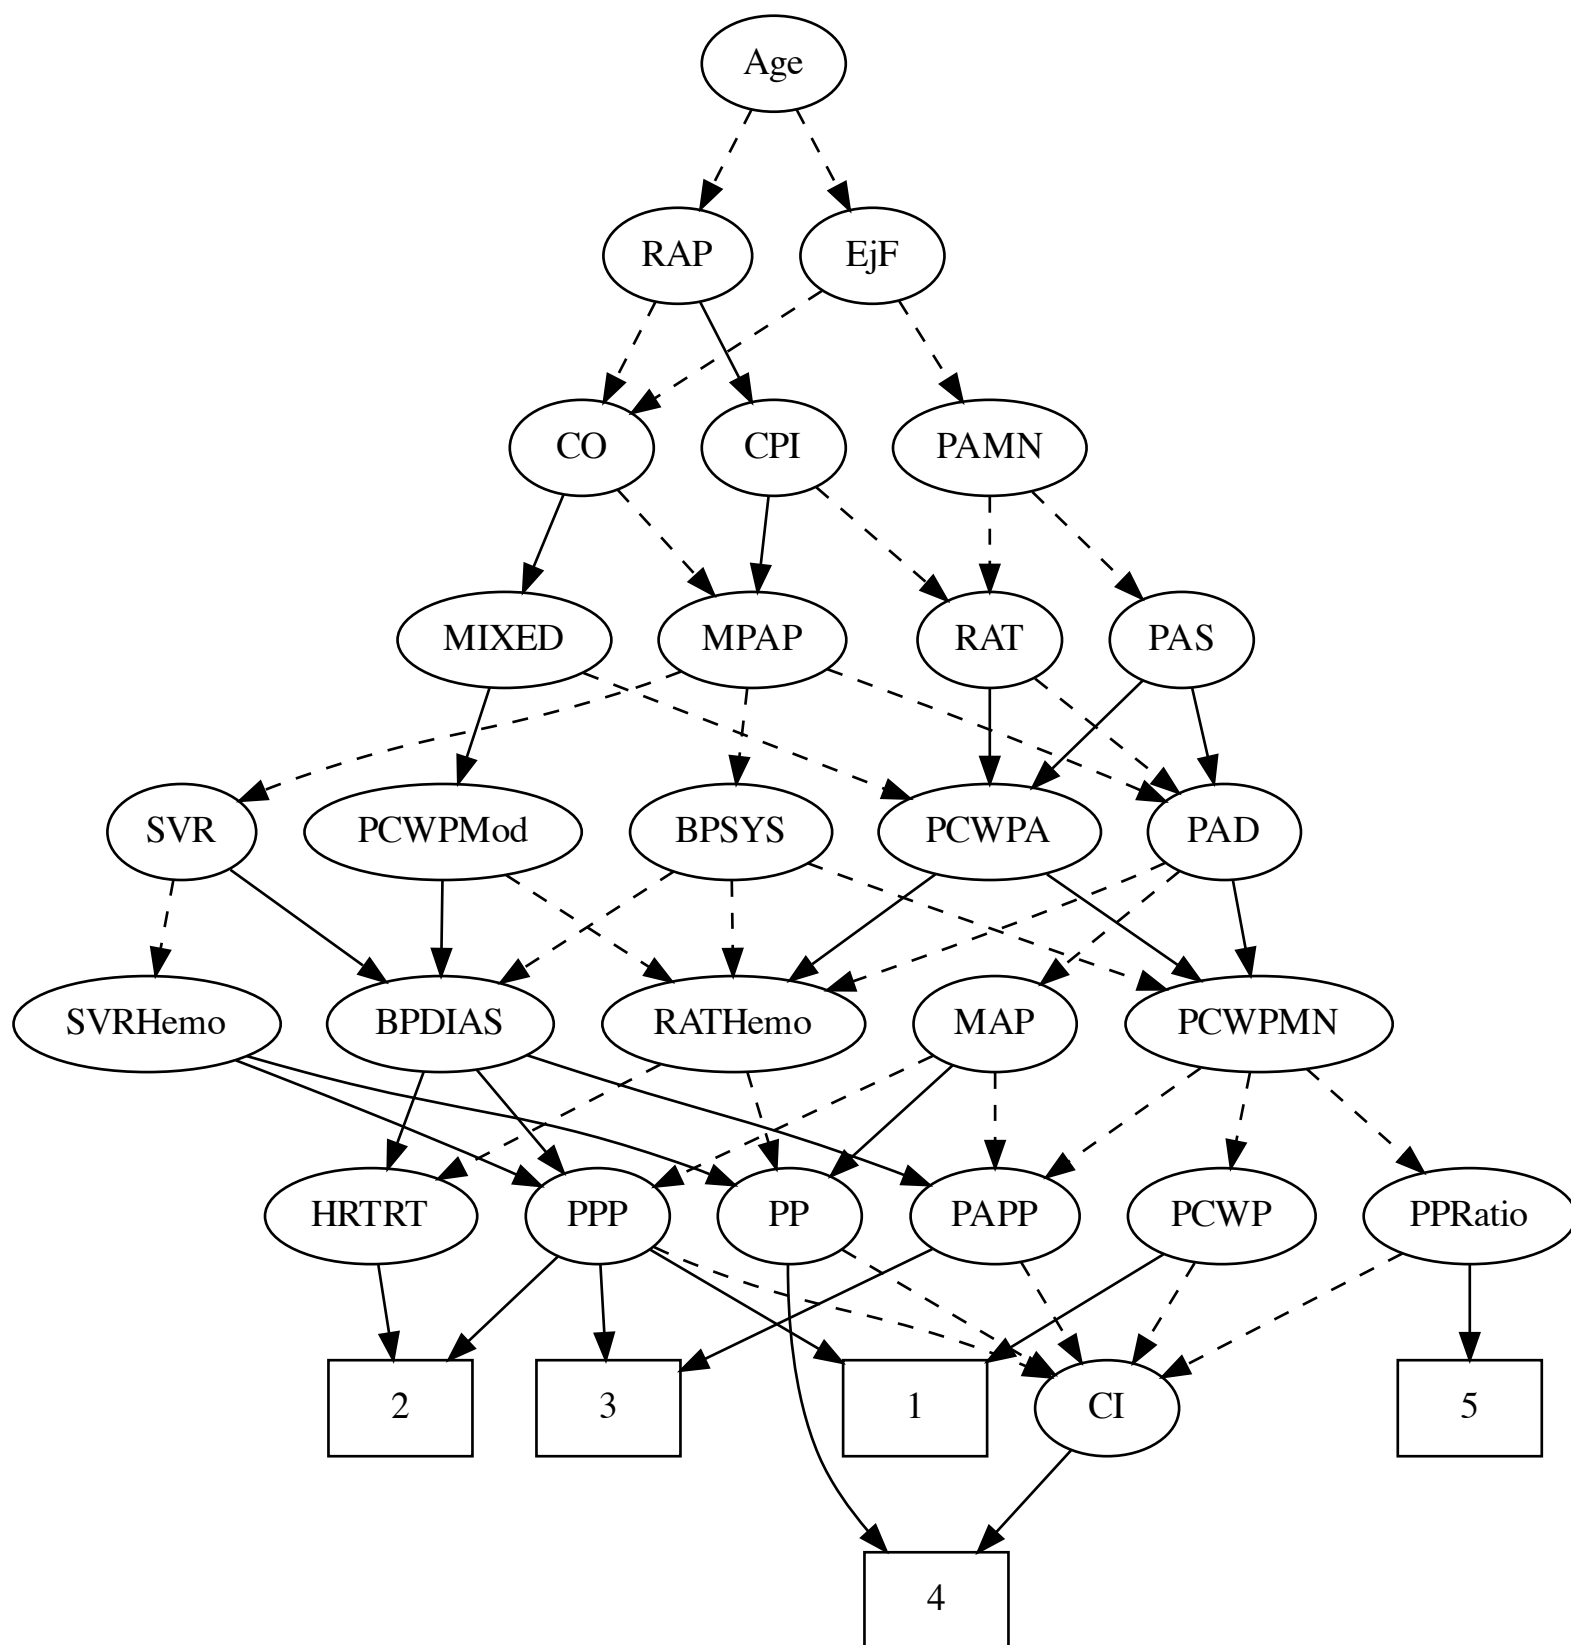 Age
RAP EjF
CO CPI PAMN
MIXED MPAP RAT PAS
SVR PCWPMod BPSYS PCWPA PAD
SVRHemo BPDIAS RATHemo MAP PCWPMN
HRTRT PPP PP PAPP PCWP PPRatio
2 3 1 CI 5
4